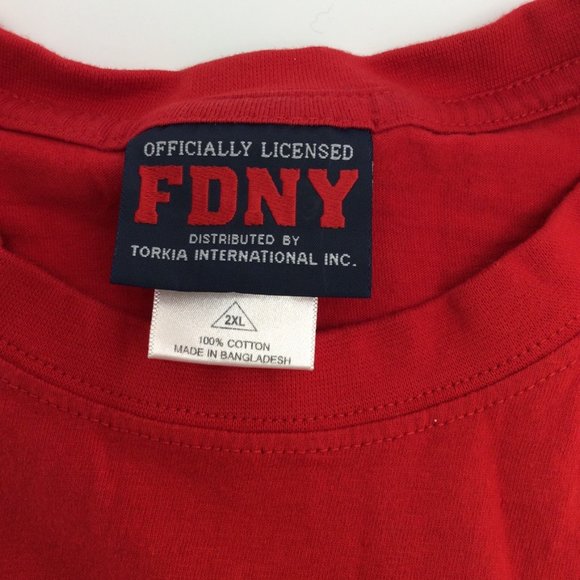 OFFICIALLY LICENSED
FDNY
DISTRIBUTED BY
TORKIA INTERNATIONAL INC.
2XL
100% COTTON
MADE IN BANGLADESH